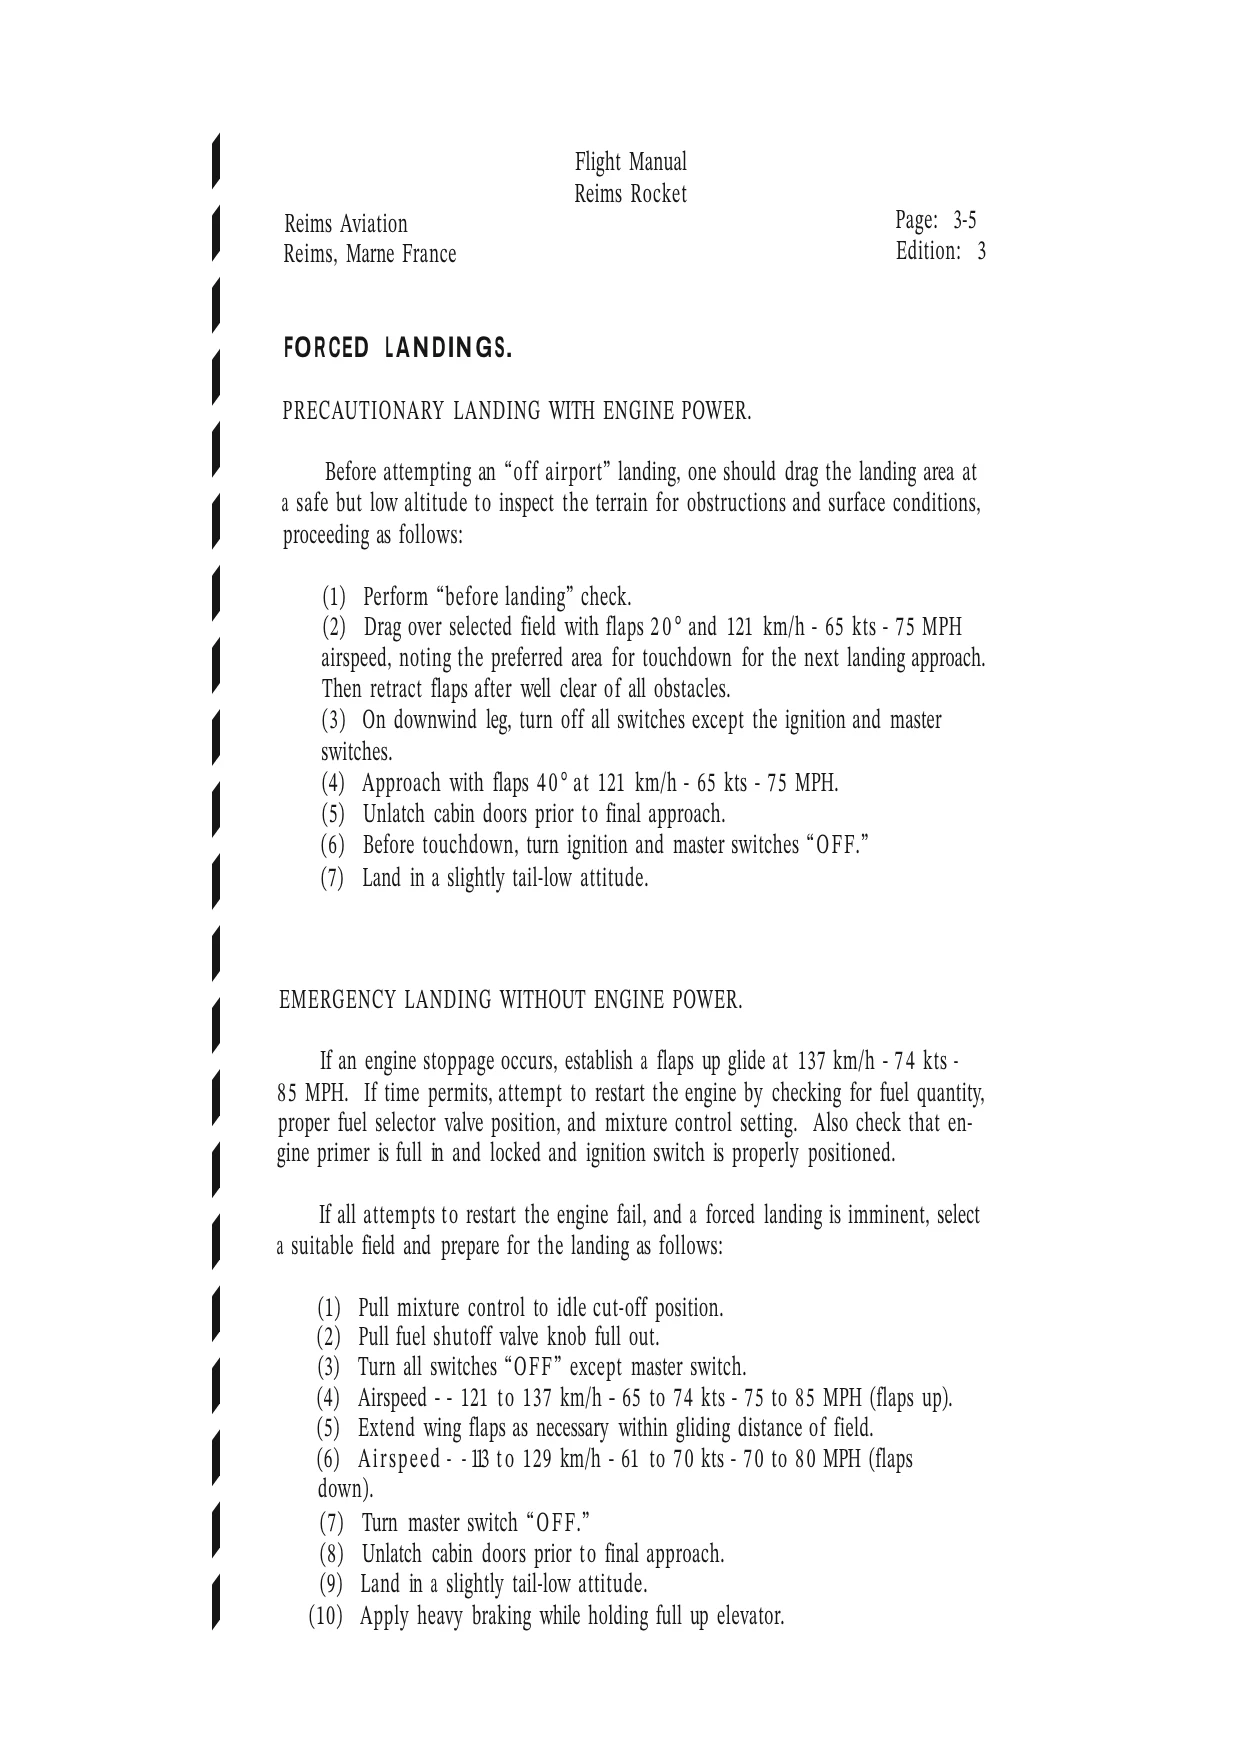 Flight Manual
Reims Rocket
Reims Aviation
Reims, Marne France
Page: 3-5
Edition: 3
FORCED LANDINGS.
PRECAUTIONARY LANDING WITH ENGINE POWER.
Before attempting an “off airport” landing, one should drag the landing area at
a safe but low altitude to inspect the terrain for obstructions and surface conditions,
proceeding as follows:
(1) Perform “before landing” check.
(2) Drag over selected field with flaps 20° and 121 km/h - 65 kts - 75 MPH
airspeed, noting the preferred area for touchdown for the next landing approach.
Then retract flaps after well clear of all obstacles.
(3) On downwind leg, turn off all switches except the ignition and master
switches.
(4) Approach with flaps 40° at 121 km/h - 65 kts - 75 MPH.
(5) Unlatch cabin doors prior to final approach.
(6) Before touchdown, turn ignition and master switches “OFF.”
(7) Land in a slightly tail-low attitude.
EMERGENCY LANDING WITHOUT ENGINE POWER.
If an engine stoppage occurs, establish a flaps up glide at 137 km/h - 74 kts -
85 MPH. If time permits, attempt to restart the engine by checking for fuel quantity,
proper fuel selector valve position, and mixture control setting. Also check that en-
gine primer is full in and locked and ignition switch is properly positioned.
If all attempts to restart the engine fail, and a forced landing is imminent, select
a suitable field and prepare for the landing as follows:
(1) Pull mixture control to idle cut-off position.
(2) Pull fuel shutoff valve knob full out.
(3) Turn all switches “OFF” except master switch.
(4) Airspeed - - 121 to 137 km/h - 65 to 74 kts - 75 to 85 MPH (flaps up).
(5) Extend wing flaps as necessary within gliding distance of field.
(6) Airspeed - - 113 to 129 km/h - 61 to 70 kts - 70 to 80 MPH (flaps
down).
(7) Turn master switch “OFF.”
(8) Unlatch cabin doors prior to final approach.
(9) Land in a slightly tail-low attitude.
(10) Apply heavy braking while holding full up elevator.